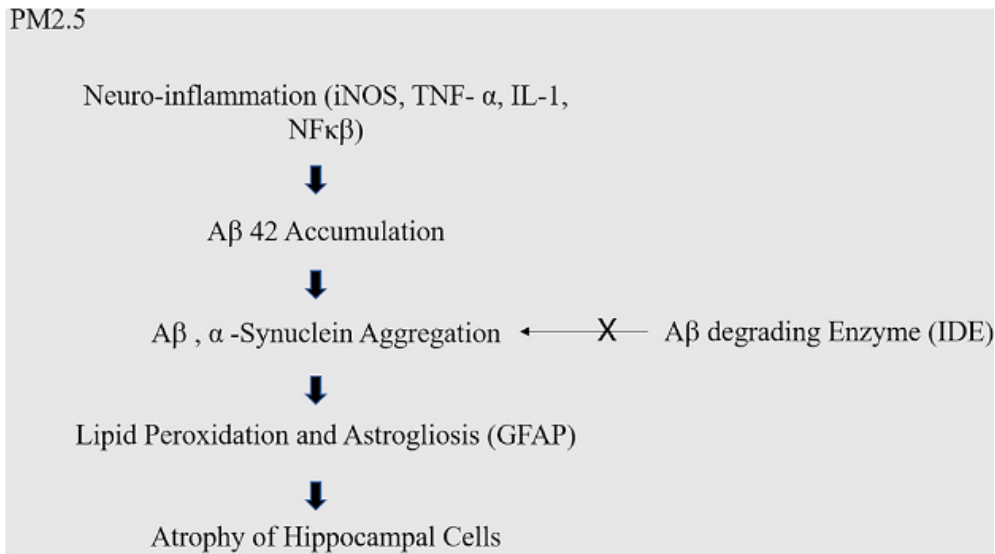 PM2.5
Neuro-inflammation (iNOS, TNF- α, IL-1,
NFκβ)
Aβ 42 Accumulation
Aβ , α -Synuclein Aggregation
X
Aβ degrading Enzyme (IDE)
Lipid Peroxidation and Astrogliosis (GFAP)
Atrophy of Hippocampal Cells